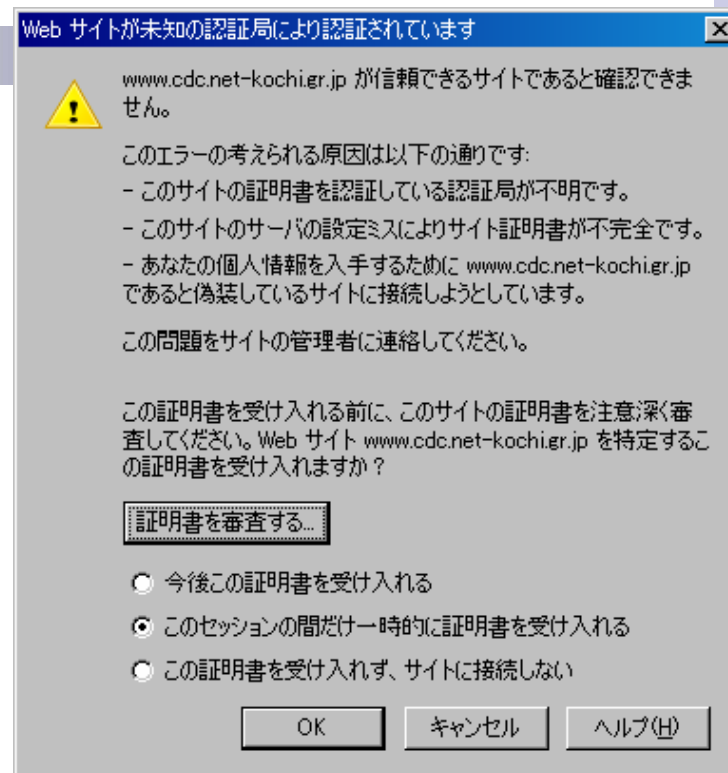 Web サイトが未知の認証局により認証されています
www.cdc.net-kochi.gr.jp が信頼できるサイトであると確認できま
せん。
このエラーの考えられる原因は以下の通りです:
- このサイトの証明書を認証している認証局が不明です。
- このサイトのサーバの設定ミスによりサイト証明書が不完全です。
- あなたの個人情報を入手するために www.cdc.net-kochi.gr.jp
であると偽装しているサイトに接続しようとしています。
この問題をサイトの管理者に連絡してください。
この証明書を受け入れる前に、このサイトの証明書を注意深く審
査してください。Web サイト www.cdc.net-kochi.gr.jp を特定するこ
の証明書を受け入れますか?
証明書を審査する...
今後この証明書を受け入れる
このセッションの間だけ一時的に証明書を受け入れる
この証明書を受け入れず、サイトに接続しない
OK キャンセル ヘルプ(H)